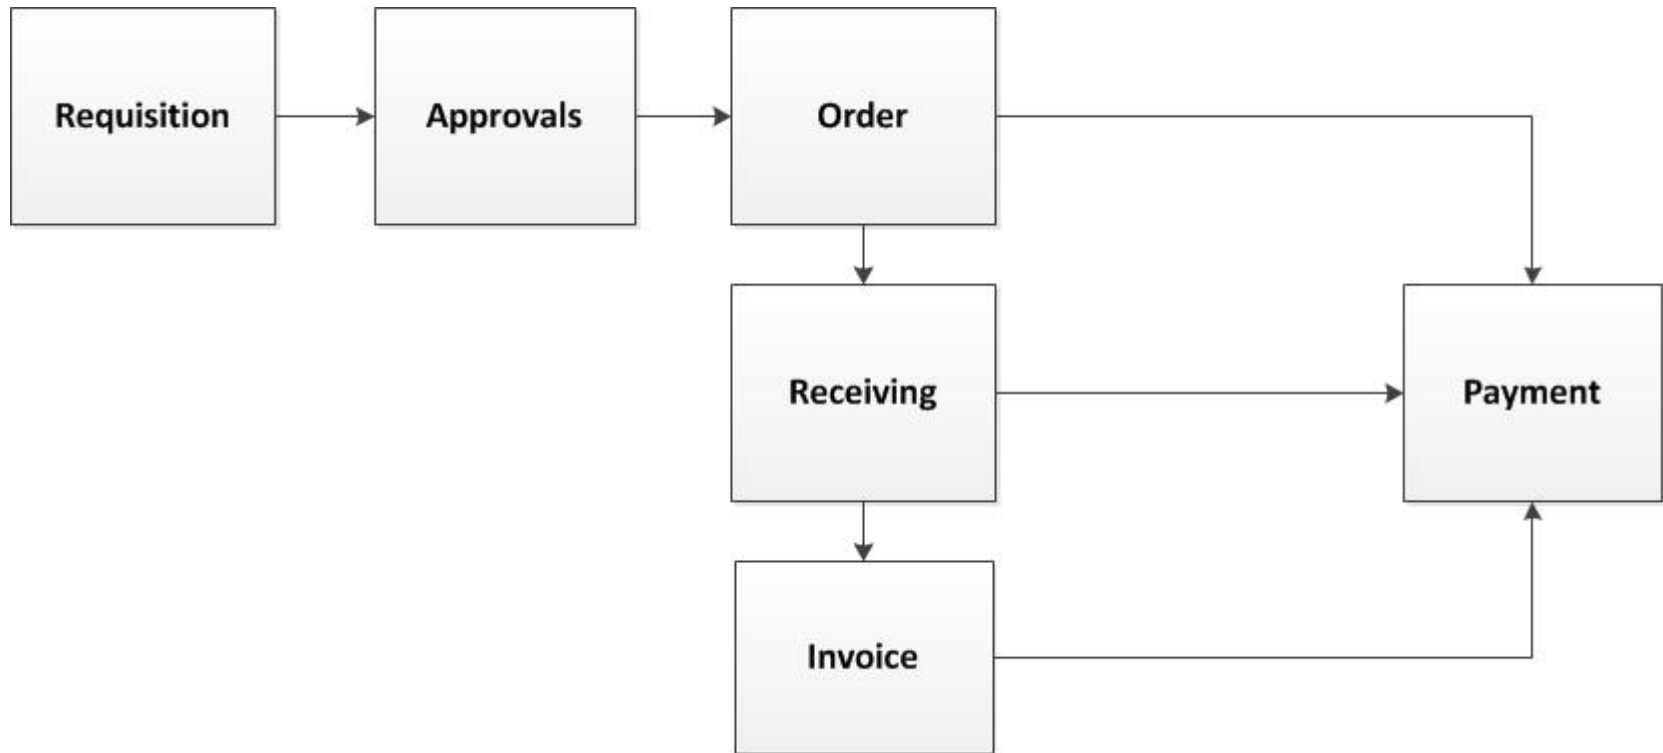 Requisition
Approvals
Order
Receiving
Payment
Invoice